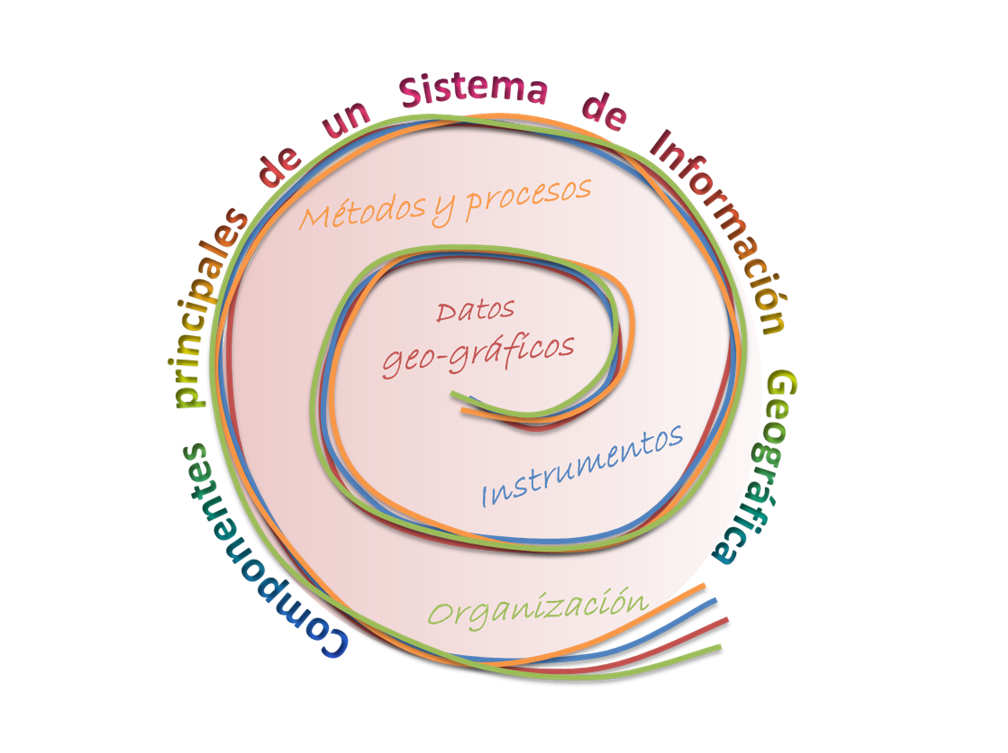 Componentes principales de un Sistema de Información Geográfica
Métodos y procesos
Datos
geo-gráficos
Instrumentos
Organización